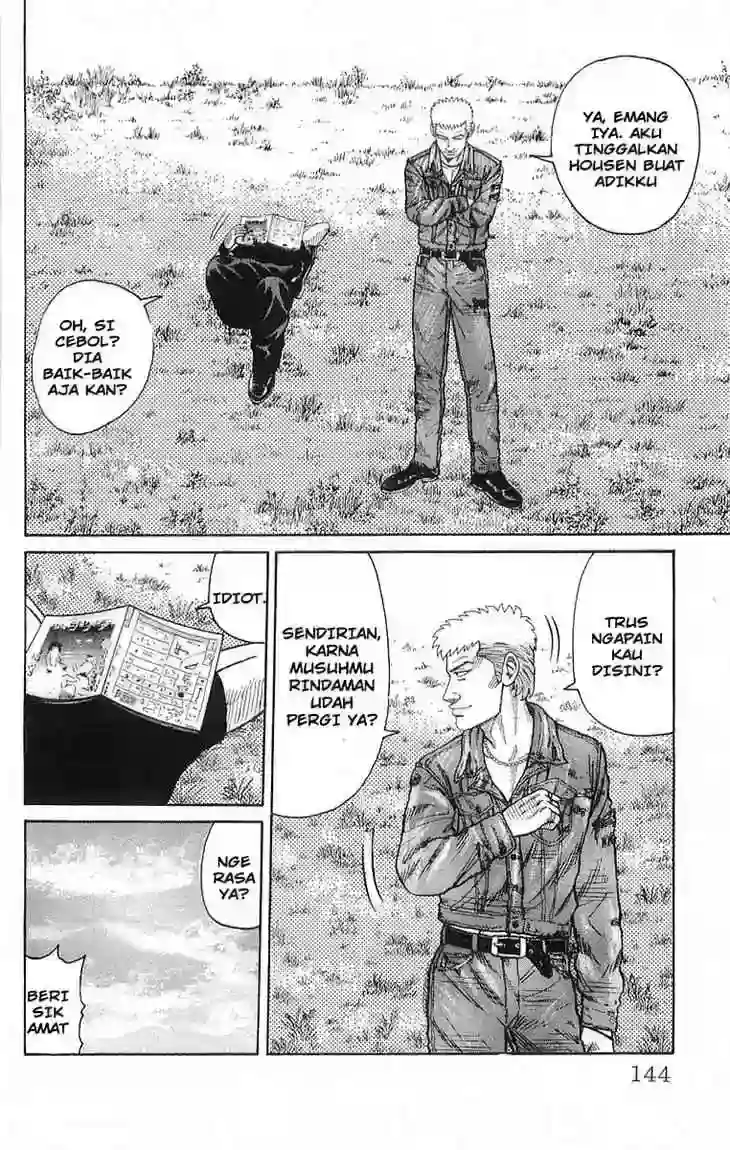 YA, EMANG
IYA. AKU
TINGGALKAN
HOUSEN BUAT
ADIKKU
OH, SI
CEBOL?
DIA
BAIK-BAIK
AJA KAN?
TRUS
NGAPAIN
KAU
DISINI?
SENDIRIAN,
KARNA
MUSUHMU
RINDAMAN
UDAH
PERGI YA?
IDIOT.
NGE
RASA
YA?
BERI
SIK
AMAT
144